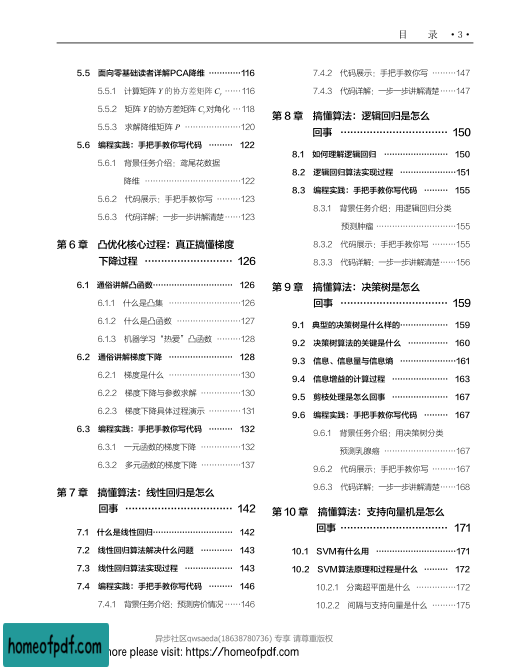 目　录　·3·
5.5 面向零基础读者详解PCA降维 …………116
5.5.1 计算矩阵 Y 的协方差矩阵 Cy ……116
5.5.2 矩阵 Y 的协方差矩阵 Cy对角化 …118
5.5.3 求解降维矩阵 P …………………120
5.6 编程实践：手把手教你写代码 ……… 122
5.6.1 背景任务介绍：鸢尾花数据
降维 ………………………………122
5.6.2 代码展示：手把手教你写 ………123
5.6.3 代码详解：一步一步讲解清楚……123
第 6 章 凸优化核心过程：真正搞懂梯度
下降过程 ………………………… 126
6.1 通俗讲解凸函数………………………… 126
6.1.1 什么是凸集 ………………………126
6.1.2 什么是凸函数 ……………………127
6.1.3 机器学习“热爱”凸函数 ………128
6.2 通俗讲解梯度下降 …………………… 128
6.2.1 梯度是什么 ………………………130
6.2.2 梯度下降与参数求解 ……………130
6.2.3 梯度下降具体过程演示 …………131
6.3 编程实践：手把手教你写代码 ……… 132
6.3.1 一元函数的梯度下降 ……………132
6.3.2 多元函数的梯度下降 ……………137
第 7 章 搞懂算法：线性回归是怎么
回事 ……………………………… 142
7.1 什么是线性回归………………………… 142
7.2 线性回归算法解决什么问题 ………… 143
7.3 线性回归算法实现过程 ……………… 143
7.4 编程实践：手把手教你写代码 ……… 146
7.4.1 背景任务介绍：预测房价情况 ……146
7.4.2 代码展示：手把手教你写 ………147
7.4.3 代码详解：一步一步讲解清楚……147
第 8 章 搞懂算法：逻辑回归是怎么
回事 ……………………………… 150
8.1 如何理解逻辑回归 …………………… 150
8.2 逻辑回归算法实现过程 …………………151
8.3 编程实践：手把手教你写代码 ……… 155
8.3.1 背景任务介绍：用逻辑回归分类
预测肿瘤 …………………………155
8.3.2 代码展示：手把手教你写 ………155
8.3.3 代码详解：一步一步讲解清楚……156
第 9 章 搞懂算法：决策树是怎么
回事 ……………………………… 159
9.1 典型的决策树是什么样的……………… 159
9.2 决策树算法的关键是什么 …………… 160
9.3 信息、信息量与信息熵 …………………161
9.4 信息增益的计算过程 ………………… 163
9.5 剪枝处理是怎么回事 ………………… 167
9.6 编程实践：手把手教你写代码 ……… 167
9.6.1 背景任务介绍：用决策树分类
预测乳腺癌 ………………………167
9.6.2 代码展示：手把手教你写 ………167
9.6.3 代码详解：一步一步讲解清楚……168
第 10 章 搞懂算法：支持向量机是怎么
回事 ……………………………… 171
10.1 SVM有什么用 …………………………171
10.2 SVM算法原理和过程是什么 ……… 172
10.2.1 分离超平面是什么 ……………172
10.2.2 间隔与支持向量是什么 ………175
异步社区qwsaeda(18638780736) 专享 请尊重版权
homeofpdf.com
more please visit: https://homeofpdf.com